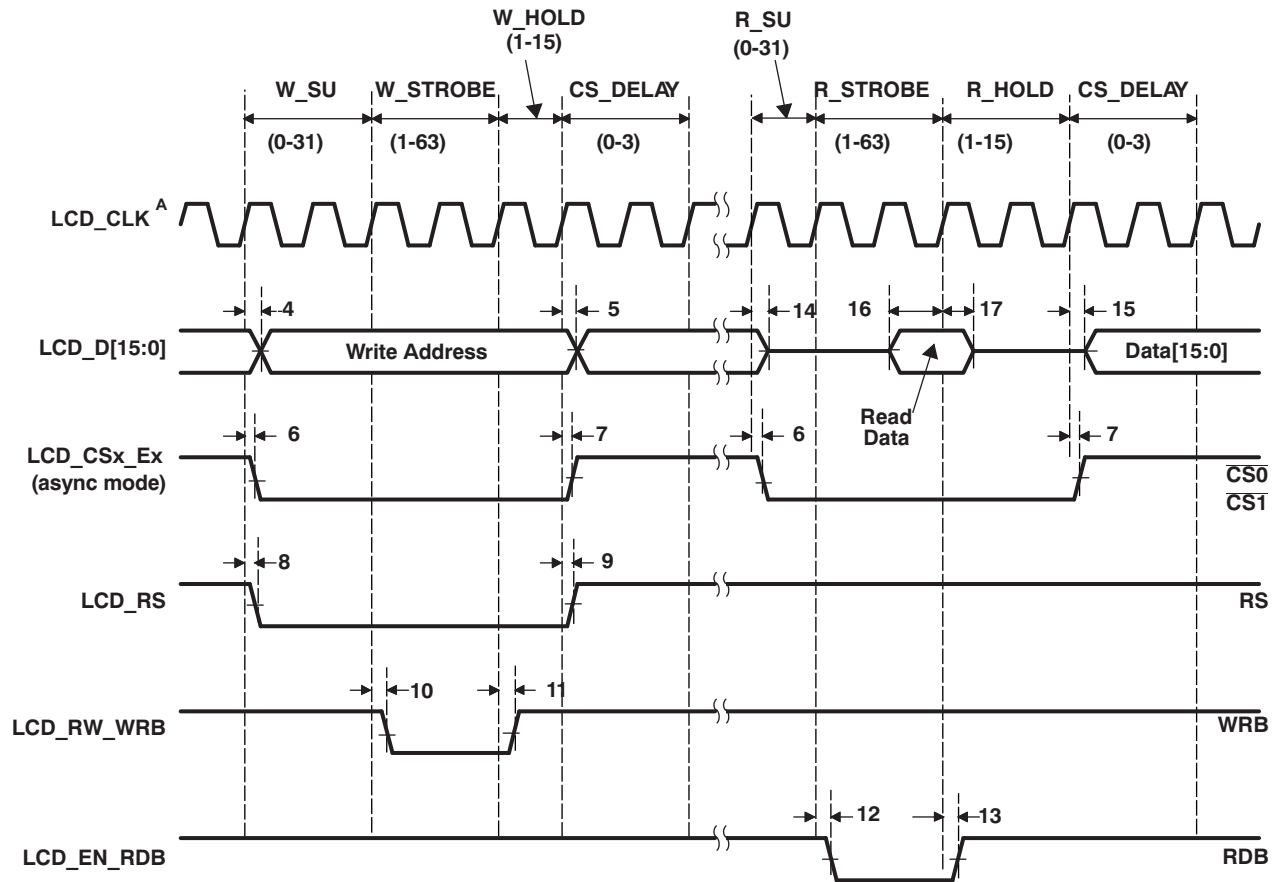 W_HOLD
(1-15)
R_SU
(0-31)
W_SU
W_STROBE
CS_DELAY
R_STROBE
R_HOLD
CS_DELAY
(0-31)
(1-63)
(0-3)
(1-63)
(1-15)
(0-3)
LCD_CLK A
4
5
14
16
17
15
LCD_D[15:0]
Write Address
Data[15:0]
Read
Data
6
7
6
7
LCD_CSx_Ex
(async mode)
CS0
CS1
8
9
LCD_RS
RS
10
11
LCD_RW_WRB
WRB
12
13
LCD_EN_RDB
RDB